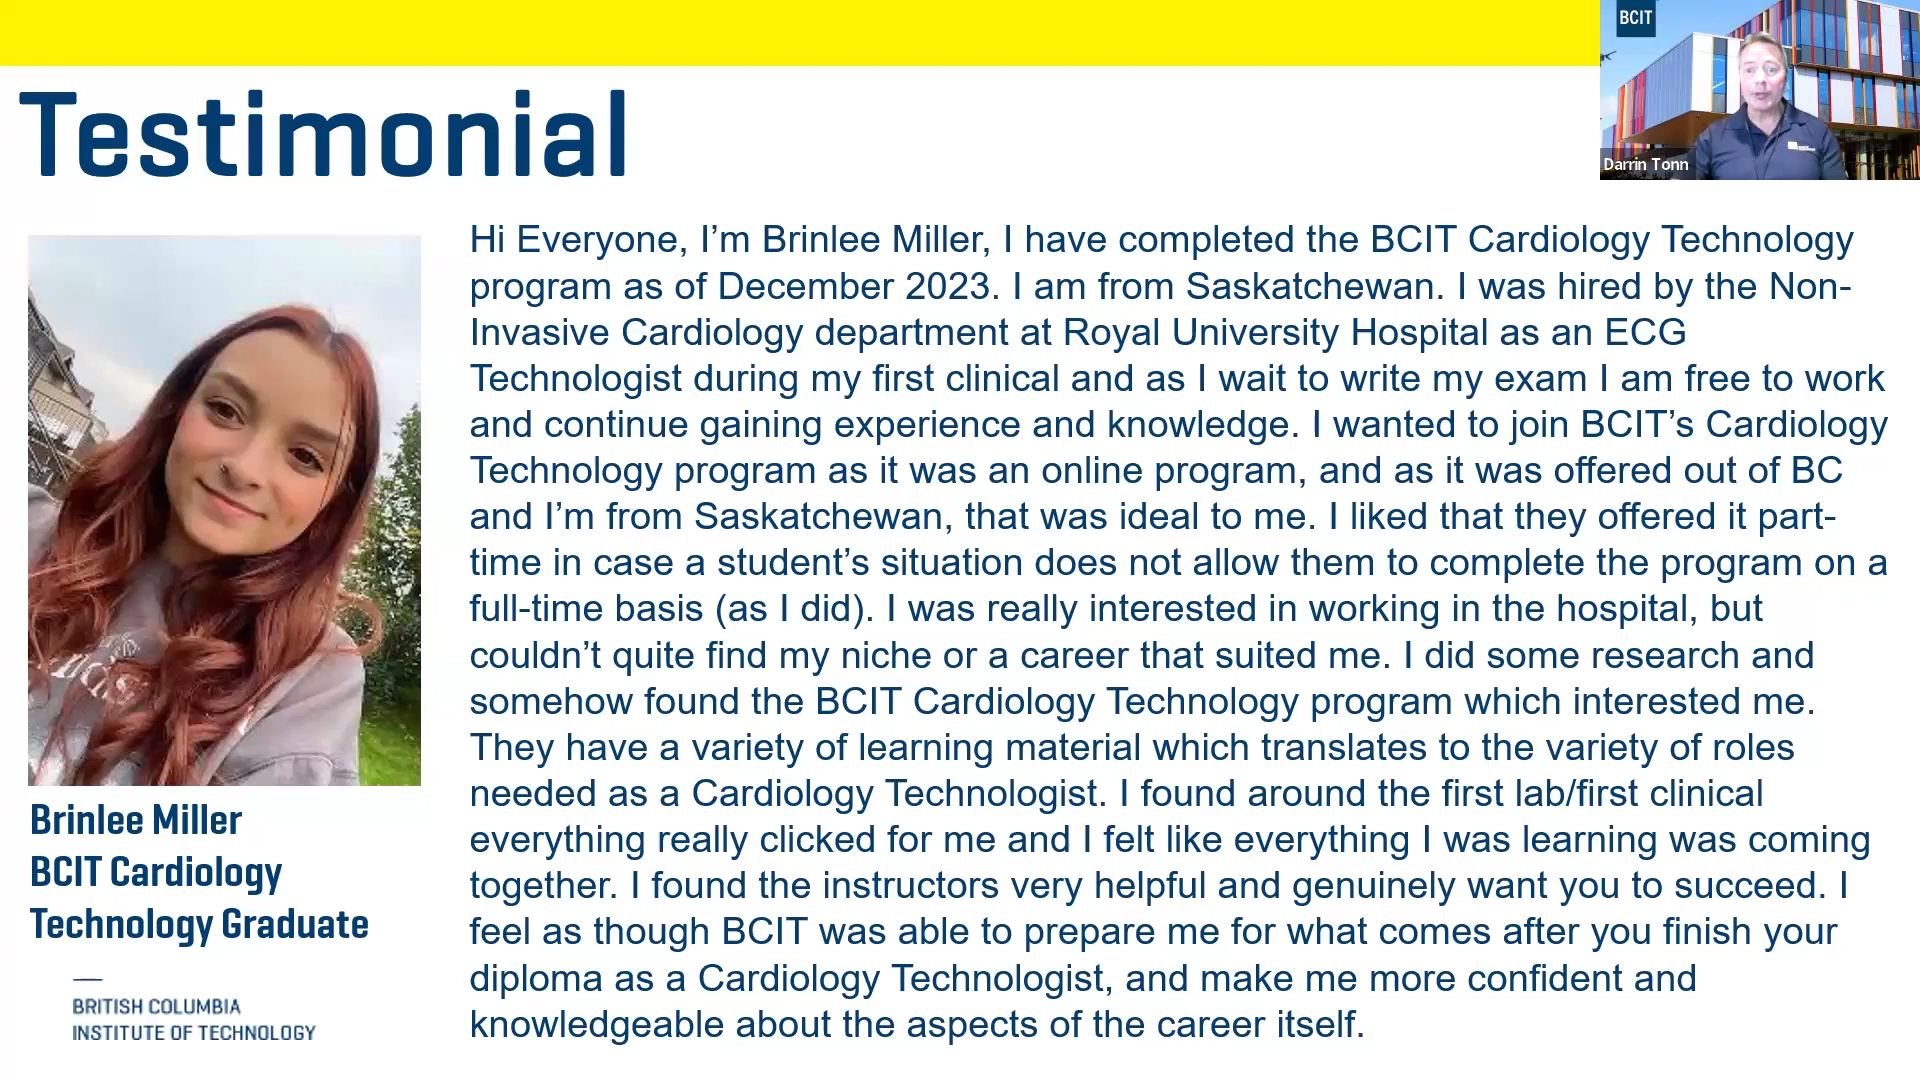 BCIT
Darrin Tonn
Testimonial
Hi Everyone, I’m Brinlee Miller, I have completed the BCIT Cardiology Technology
program as of December 2023. I am from Saskatchewan. I was hired by the Non-
Invasive Cardiology department at Royal University Hospital as an ECG
Technologist during my first clinical and as I wait to write my exam I am free to work
and continue gaining experience and knowledge. I wanted to join BCIT’s Cardiology
Technology program as it was an online program, and as it was offered out of BC
and I’m from Saskatchewan, that was ideal to me. I liked that they offered it part-
time in case a student’s situation does not allow them to complete the program on a
full-time basis (as I did). I was really interested in working in the hospital, but
couldn’t quite find my niche or a career that suited me. I did some research and
somehow found the BCIT Cardiology Technology program which interested me.
They have a variety of learning material which translates to the variety of roles
needed as a Cardiology Technologist. I found around the first lab/first clinical
everything really clicked for me and I felt like everything I was learning was coming
together. I found the instructors very helpful and genuinely want you to succeed. I
feel as though BCIT was able to prepare me for what comes after you finish your
diploma as a Cardiology Technologist, and make me more confident and
knowledgeable about the aspects of the career itself.
Brinlee Miller
BCIT Cardiology
Technology Graduate
BRITISH COLUMBIA
INSTITUTE OF TECHNOLOGY